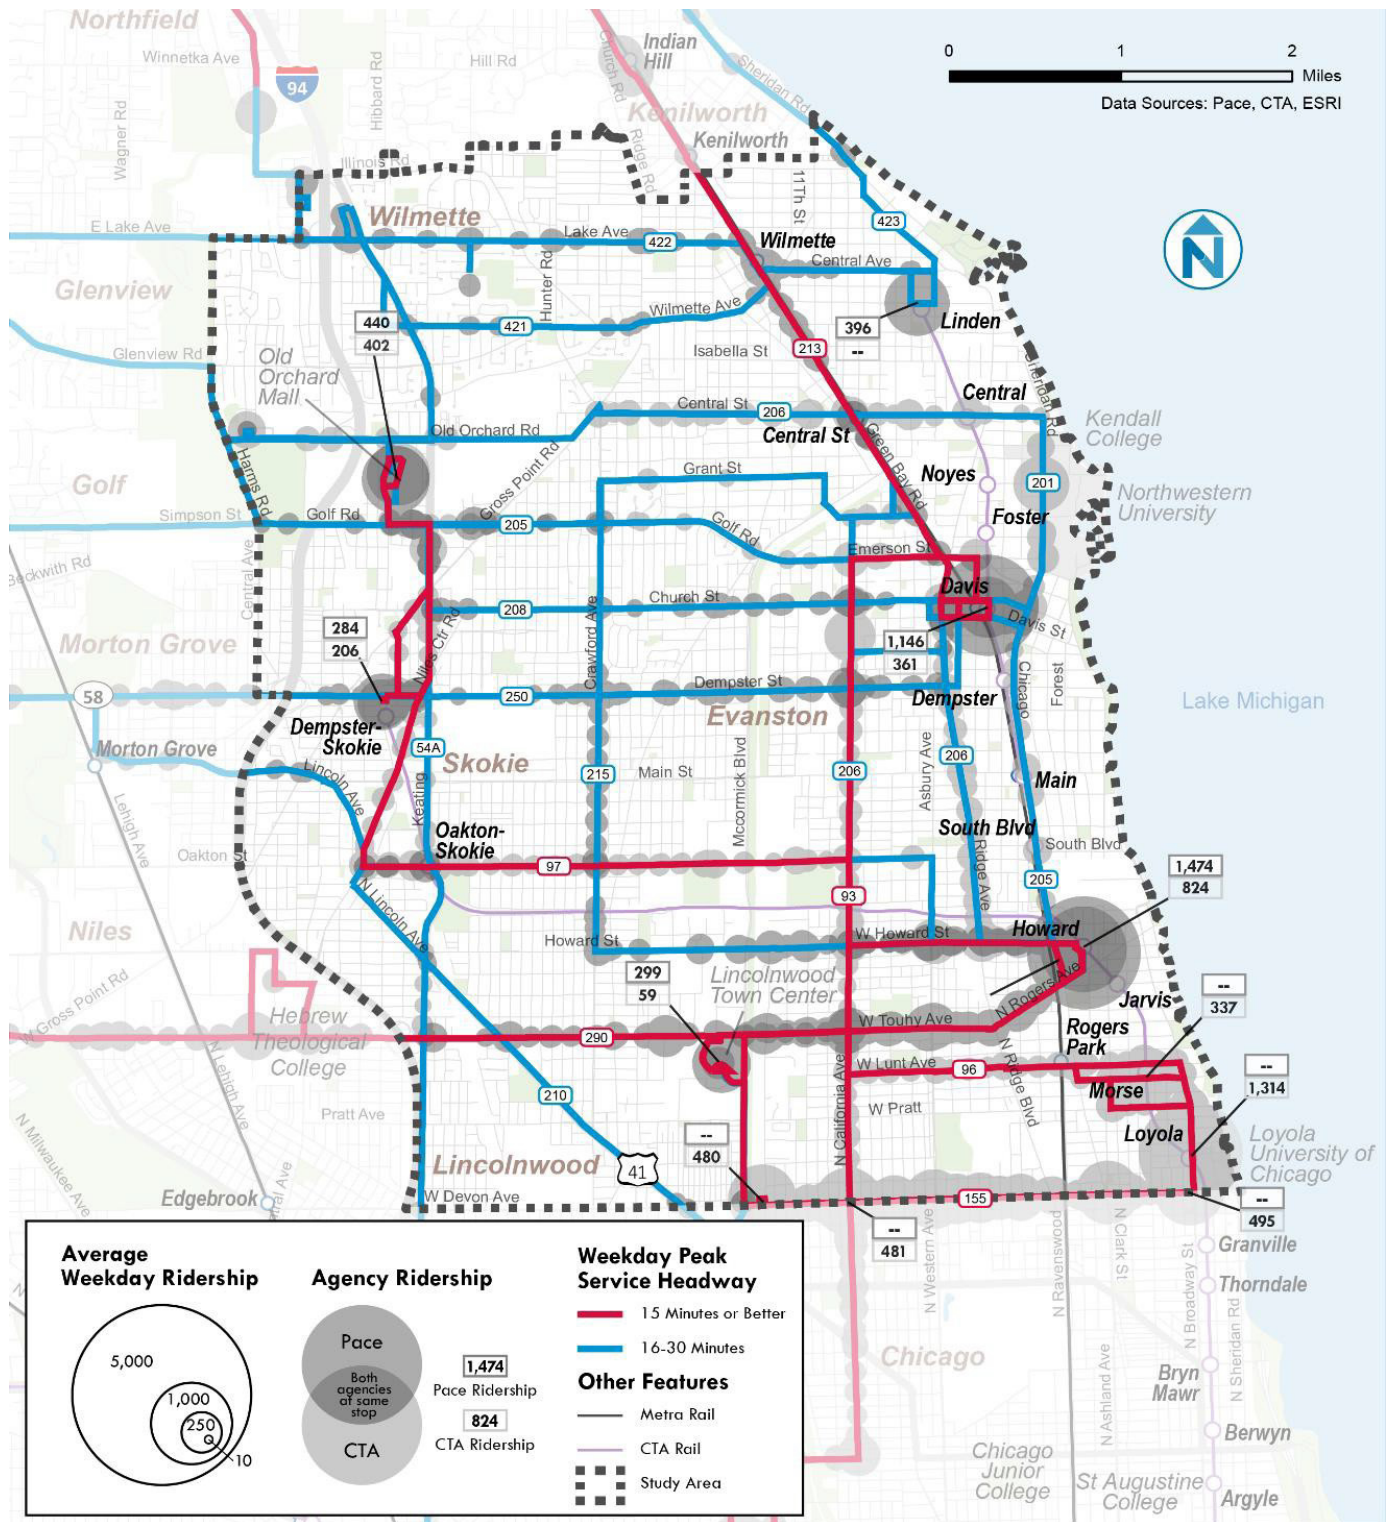 Northfield
Winnetka Ave
94
Hibbard Rd
Hill Rd
Church Rd
Indian
Hill
Sheridan Rd
0 1 2
Miles
Data Sources: Pace, CTA, ESRI
Wagner Rd
Kenilworth
Kenilworth
Illinois Rd
Ridge Rd
11Th St
E Lake Ave
Wilmette
Lake Ave
422
Wilmette
423
Central Ave
N
Glenview
Hunter Rd
Wilmette Ave
440
402
421
396
--
Linden
Glenview Rd
Old
Orchard
Mall
Isabella St
213
Sheridan Rd
Central
Central St
206
Kendall
College
Old Orchard Rd
Central St
Green Bay Rd
Harms Rd
Gross Point Rd
Grant St
Noyes
201
Golf
Northwestern
University
Simpson St
Golf Rd
205
Golf Rd
Foster
Emerson St
Beckwith Rd
Central Ave
Davis
Church St
208
Crawford Ave
Davis St
Morton Grove
284
206
Niles Ctr Rd
1,146
361
Chicago
Forest
58
250
Dempster St
Dempster
Lake Michigan
Evanston
Dempster-
Skokie
Morton Grove
54A
Skokie
Mccormick Blvd
Asbury Ave
206
Main St
215
206
Main
Lincoln Ave
Keating
Lehigh Ave
Oakton-
Skokie
South Blvd
South Blvd
Oakton St
97
Ridge Ave
205
1,474
824
93
N Lincoln Ave
Niles
Howard St
W Howard St
Howard
299
59
Lincolnwood
Town Center
N Rogers Ave
Jarvis
--
337
W Gross Point Rd
Hebrew
Theological
College
W Touhy Ave
Rogers
Park
290
N Lehigh Ave
W Lunt Ave
96
N Ridge Blvd
Morse
--
1,314
210
N California Ave
W Pratt
Pratt Ave
Loyola
Loyola
University of
Chicago
N Milwaukee Ave
--
480
Lincolnwood
41
Edgebrook
W Devon Ave
155
--
495
--
481
Granville
N Western Ave
N Ravenswood
N Clark St
N Broadway St
Thorndale
N Sheridan Rd
Chicago
N Ashland Ave
Bryn
Mawr
Berwyn
Chicago
Junior
College
St Augustine
College
Argyle
Average
Weekday Ridership
5,000
1,000
250
10
Agency Ridership
Pace
Both
agencies
at same
stop
CTA
1,474
Pace Ridership
824
CTA Ridership
Weekday Peak
Service Headway
15 Minutes or Better
16-30 Minutes
Other Features
Metra Rail
CTA Rail
Study Area